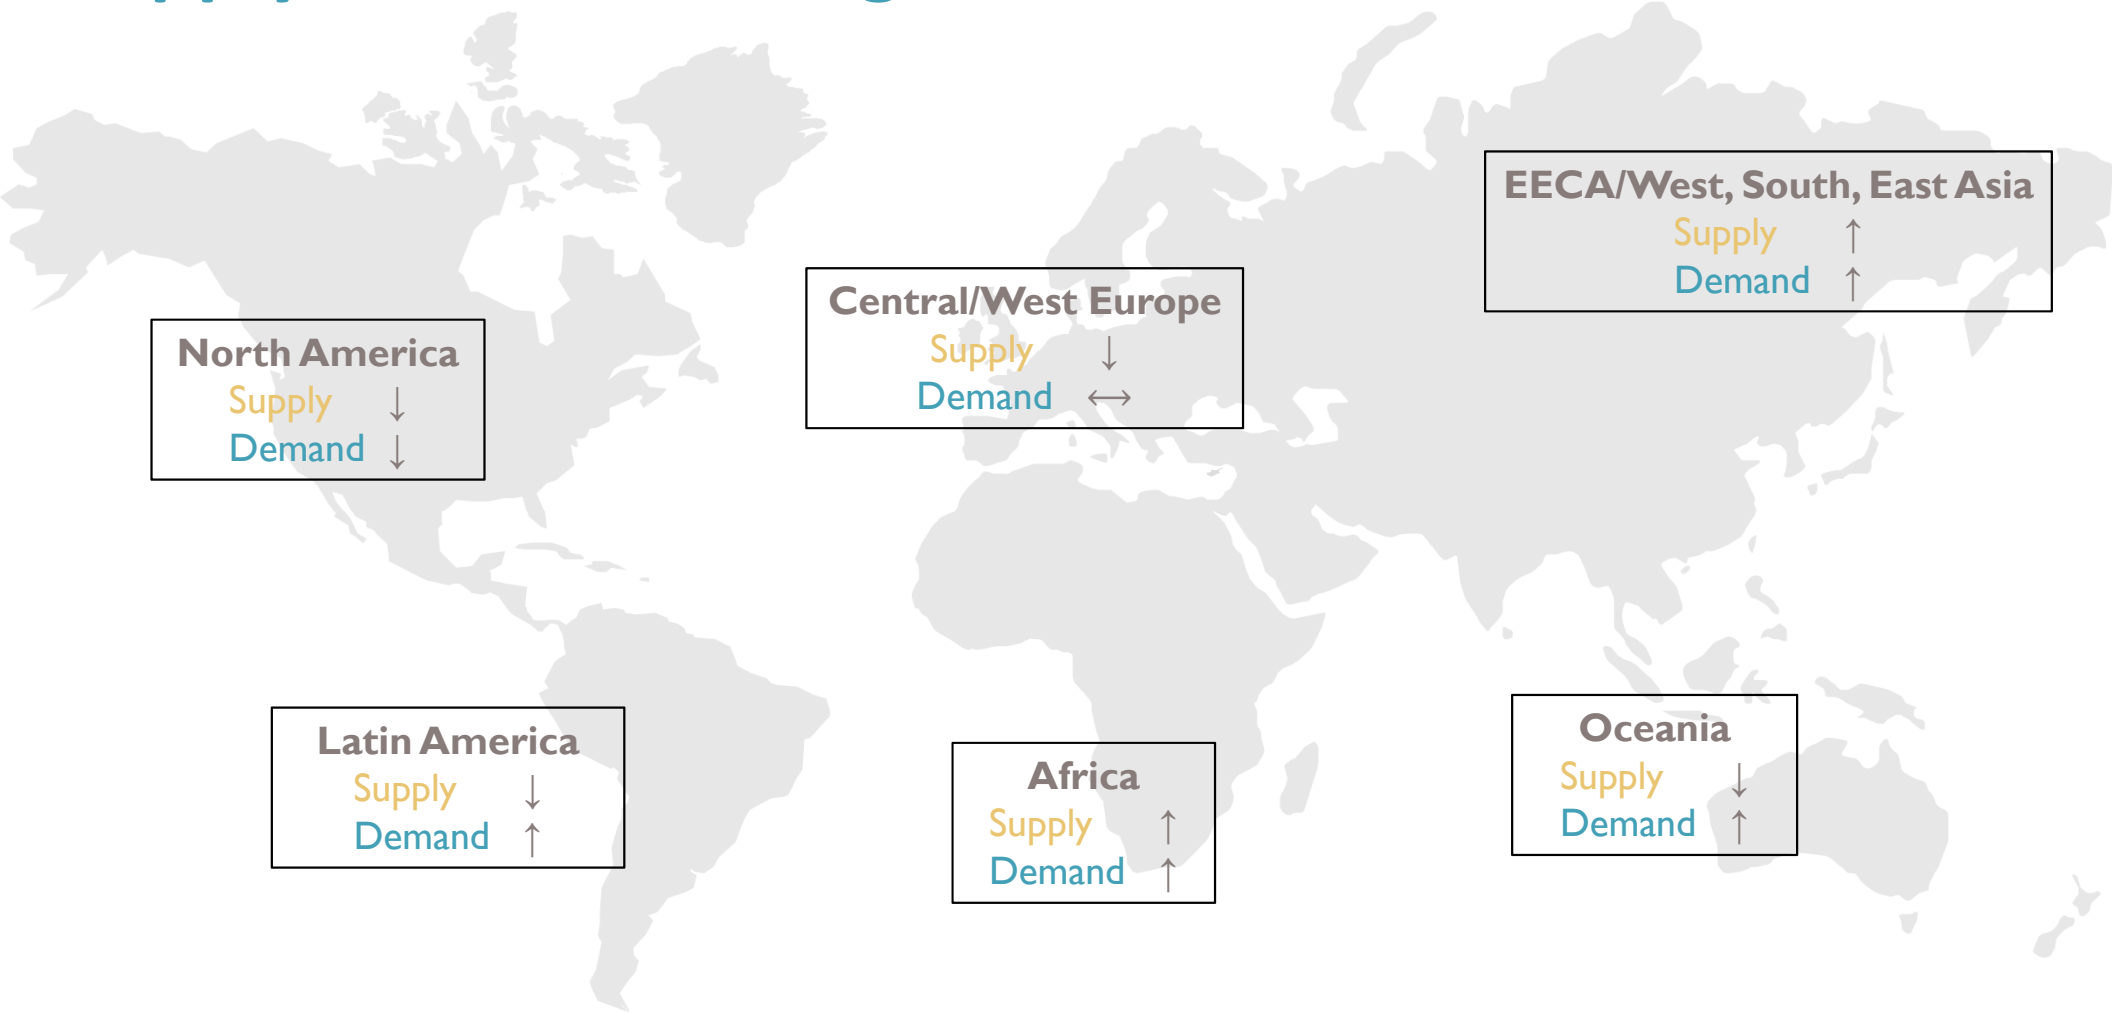 EECA/West, South, East Asia
Supply ↑
Demand ↑
Central/West Europe
Supply ↓
Demand ↔
North America
Supply ↓
Demand ↓
Latin America
Supply ↓
Demand ↑
Africa
Supply ↑
Demand ↑
Oceania
Supply ↓
Demand ↑